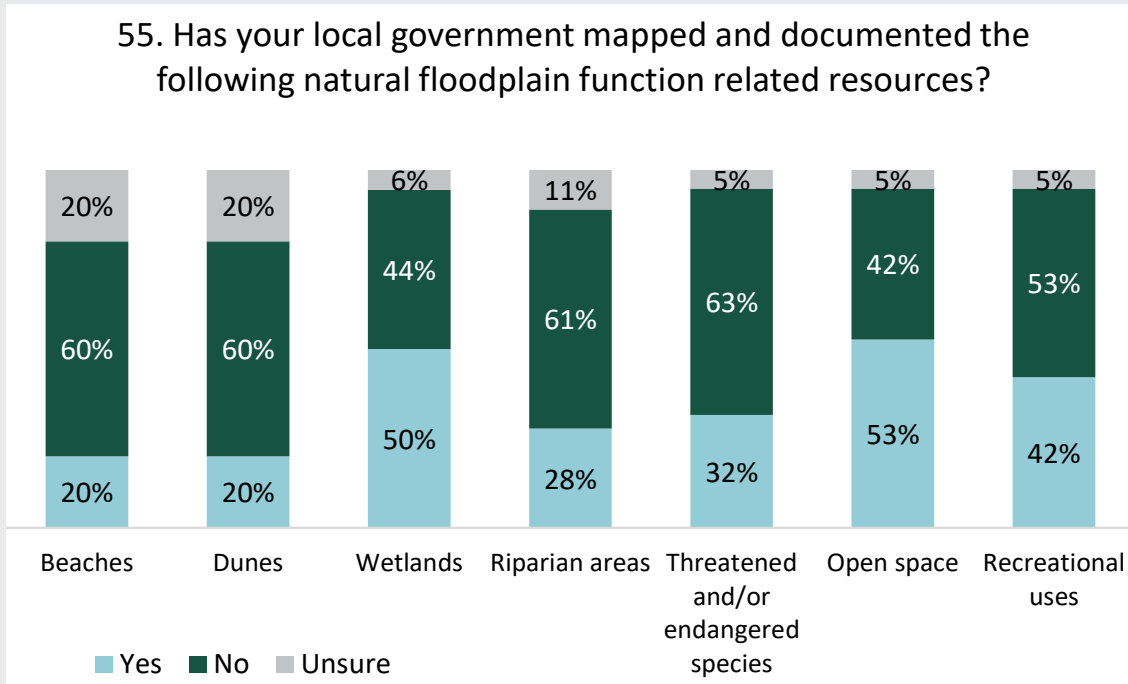 55. Has your local government mapped and documented the
following natural floodplain function related resources?
20% 20% 6% 11% 5% 5% 5%
60% 60% 44% 61% 63% 42% 53%
20% 20% 50% 28% 32% 53% 42%
Beaches Dunes Wetlands Riparian areas Threatened Open space Recreational
and/or uses
endangered
species
Yes No Unsure